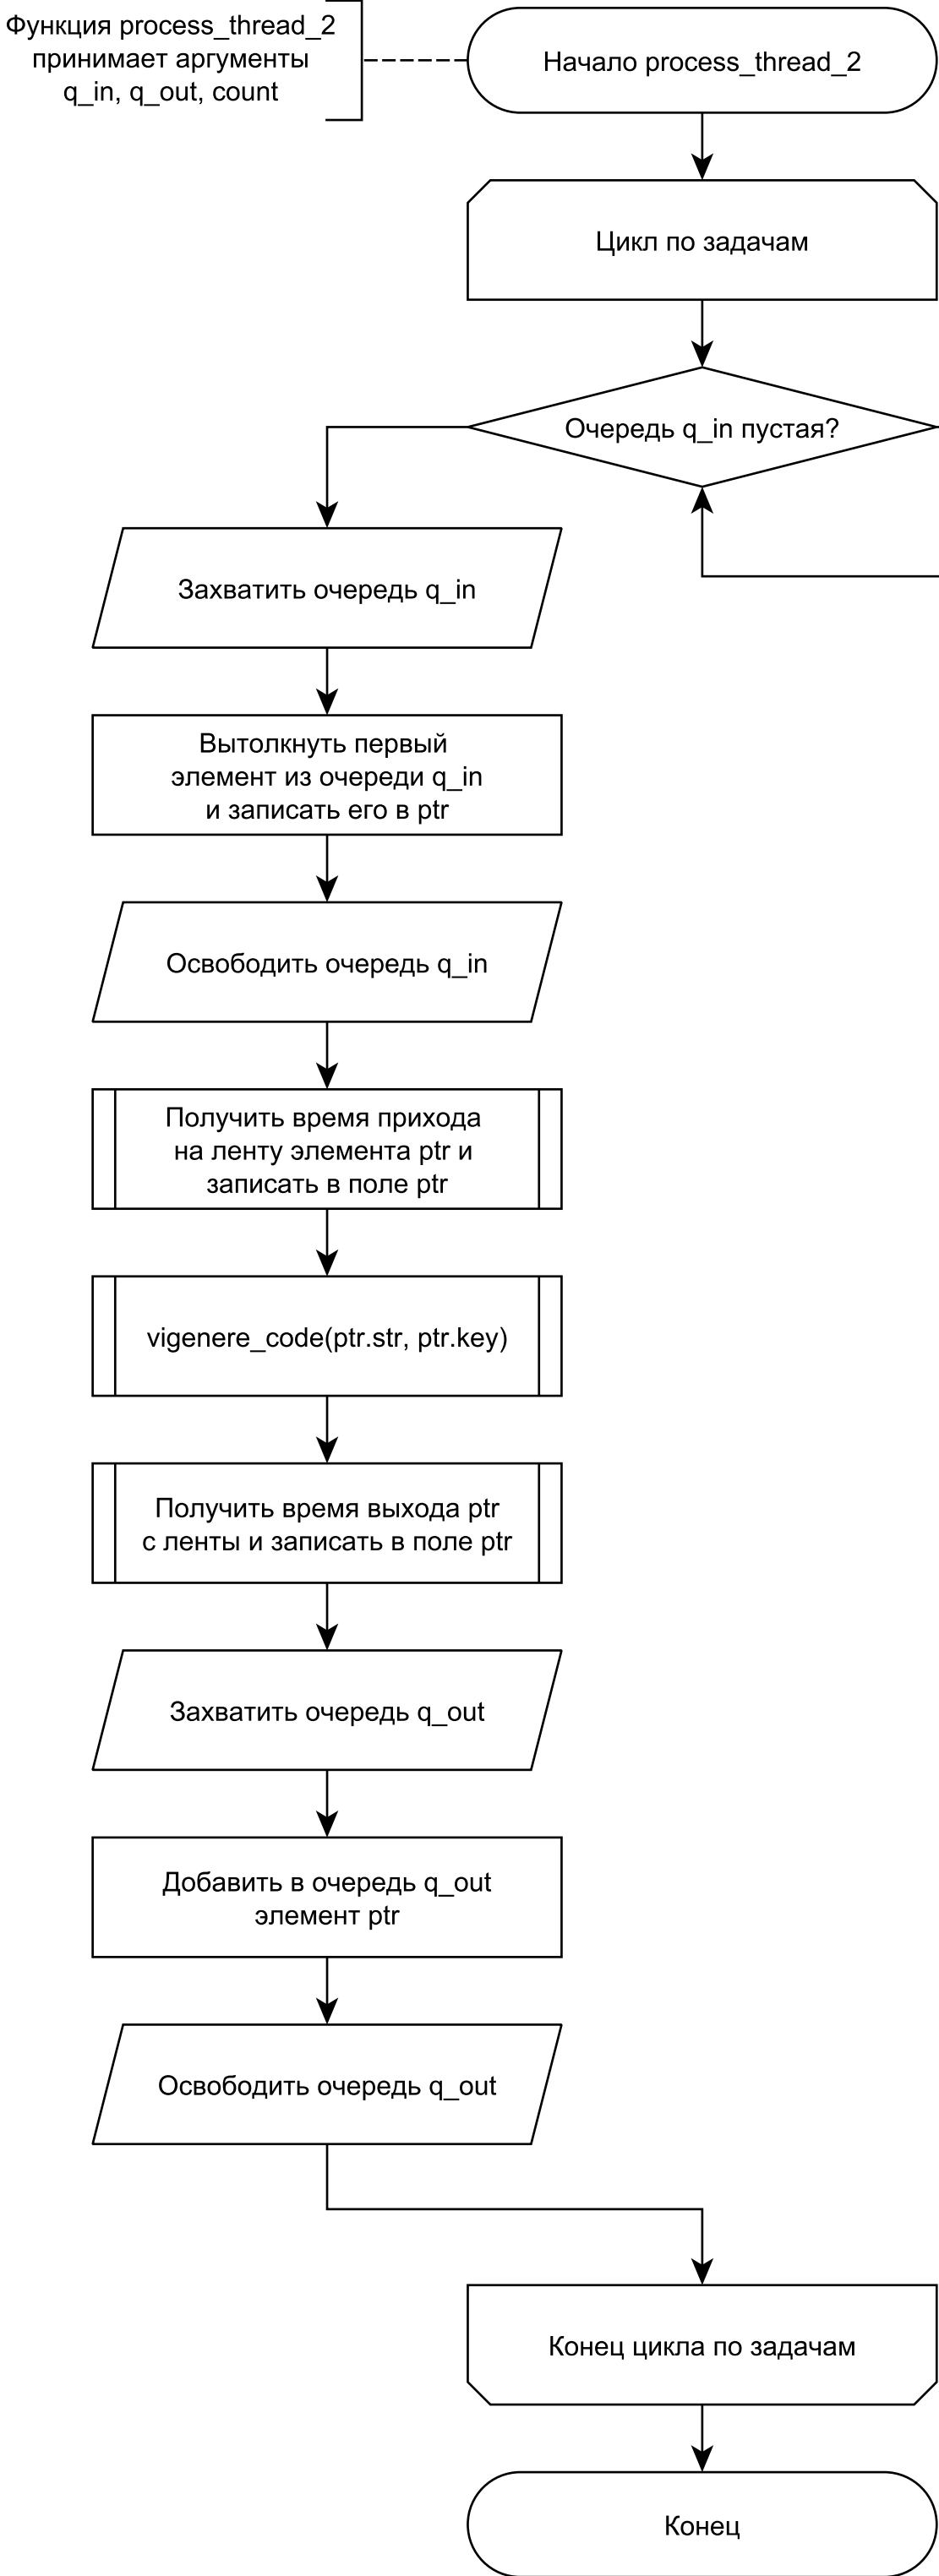 Функция process_thread_2
принимает аргументы
q_in, q_out, count
Начало process_thread_2
Цикл по задачам
Очередь q_in пустая?
Захватить очередь q_in
Вытолкнуть первый
элемент из очереди q_in
и записать его в ptr
Освободить очередь q_in
Получить время прихода
на ленту элемента ptr и
записать в поле ptr
vigenere_code(ptr.str, ptr.key)
Получить время выхода ptr
с ленты и записать в поле ptr
Захватить очередь q_out
Добавить в очередь q_out
элемент ptr
Освободить очередь q_out
Конец цикла по задачам
Конец